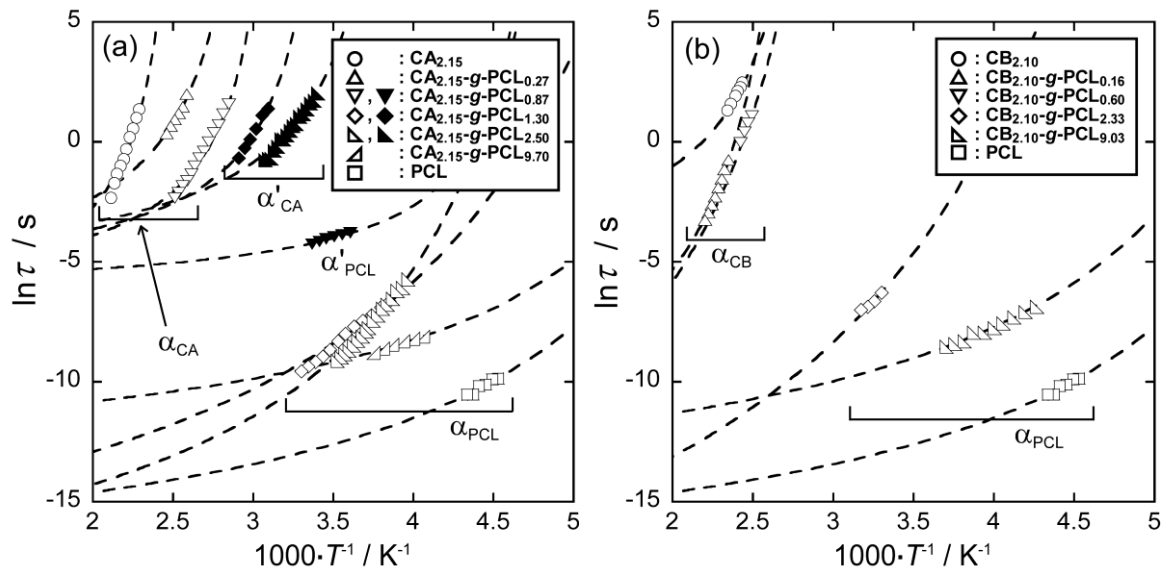 (a)
: CA2.15
: CA2.15-g-PCL0.27
, : CA2.15-g-PCL0.87
, : CA2.15-g-PCL1.30
, : CA2.15-g-PCL2.50
: CA2.15-g-PCL9.70
: PCL
α'CA
α'PCL
αCA
αPCL
5
0
-5
-10
-15
ln τ / s
2 2.5 3 3.5 4 4.5 5
1000·T-1 / K-1
(b)
: CB2.10
: CB2.10-g-PCL0.16
: CB2.10-g-PCL0.60
: CB2.10-g-PCL2.33
: CB2.10-g-PCL9.03
: PCL
αCB
αPCL
5
0
-5
-10
-15
ln τ / s
2 2.5 3 3.5 4 4.5 5
1000·T-1 / K-1